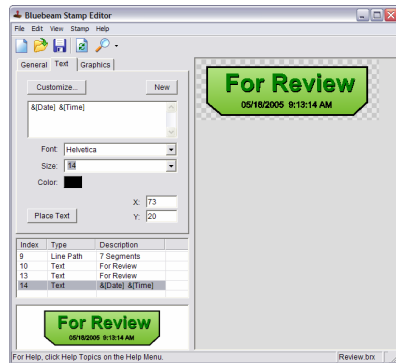 Bluebeam Stamp Editor
File Edit View Stamp Help
General Text Graphics
Customize... New
&[Date] &[Time]
Font: Helvetica
Size: 14
Color:
X: 73
Place Text Y: 20
Index Type Description
9 Line Path 7 Segments
10 Text For Review
13 Text For Review
14 Text &[Date] &[Time]
For Review
05/16/2005 9:13:14 AM
For Review
05/16/2005 9:13:14 AM
For Help, click Help Topics on the Help Menu. Review.brx